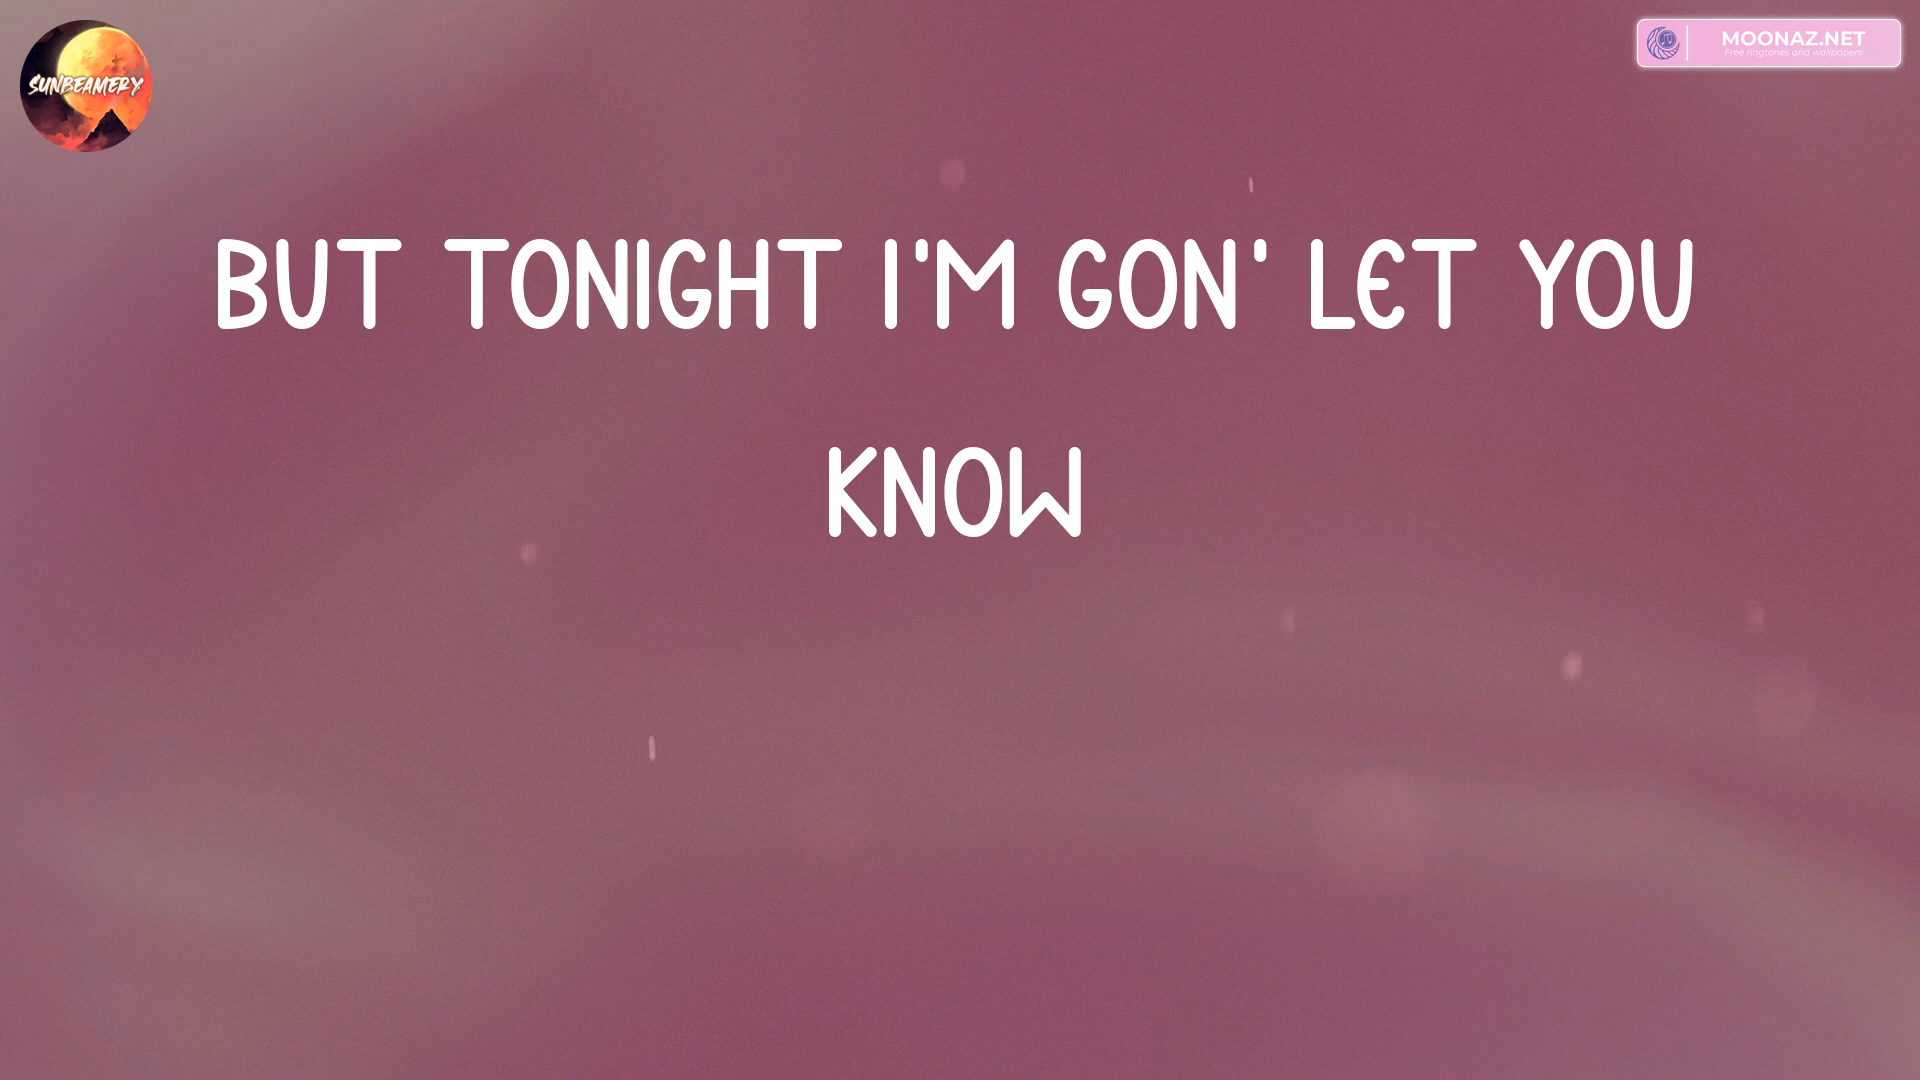 SUNBEAMERY
MOONAZ.NET
Free ringtones and wallpapers
BUT TONIGHT I'M GON' LET YOU
KNOW